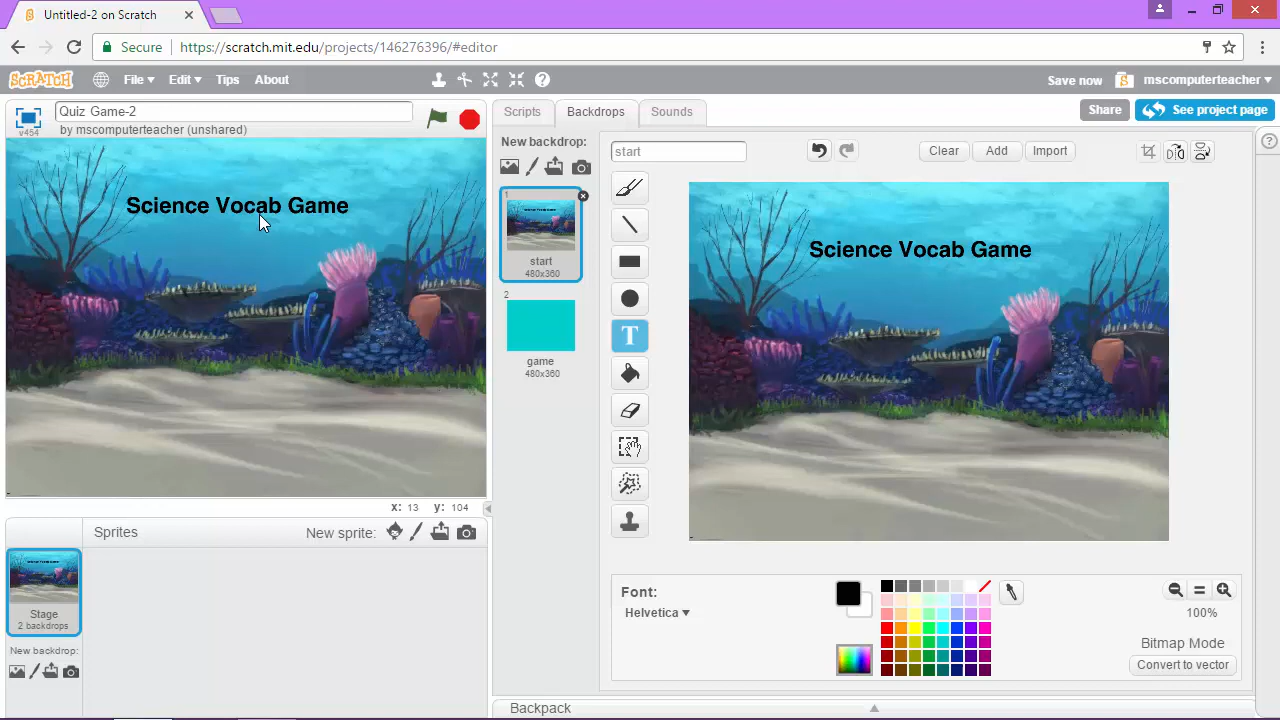 Untitled-2 on Scratch
Secure
https://scratch.mit.edu/projects/146276396/#editor
SCRATCH
File
Edit
Tips
About
Save now
mscomputerteacher
v454
Quiz Game-2
by mscomputerteacher (unshared)
Scripts
Backdrops
Sounds
Share
See project page
New backdrop:
start
Clear
Add
Import
Science Vocab Game
1
start
480x360
2
game
480x360
Science Vocab Game
x: 13 y: 104
Sprites
New sprite:
Stage
2 backdrops
New backdrop:
T
Font:
Helvetica
100%
Bitmap Mode
Convert to vector
Backpack